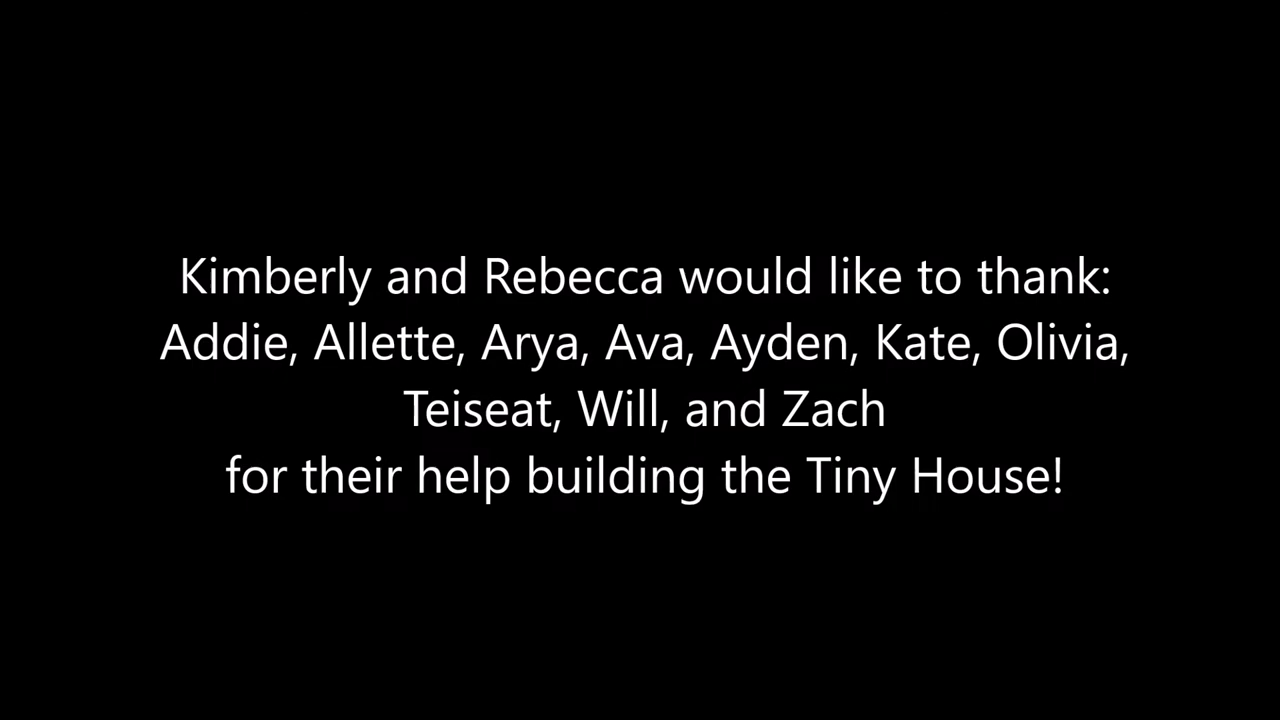 Kimberly and Rebecca would like to thank:
Addie, Allette, Arya, Ava, Ayden, Kate, Olivia,
Teiseat, Will, and Zach
for their help building the Tiny House!